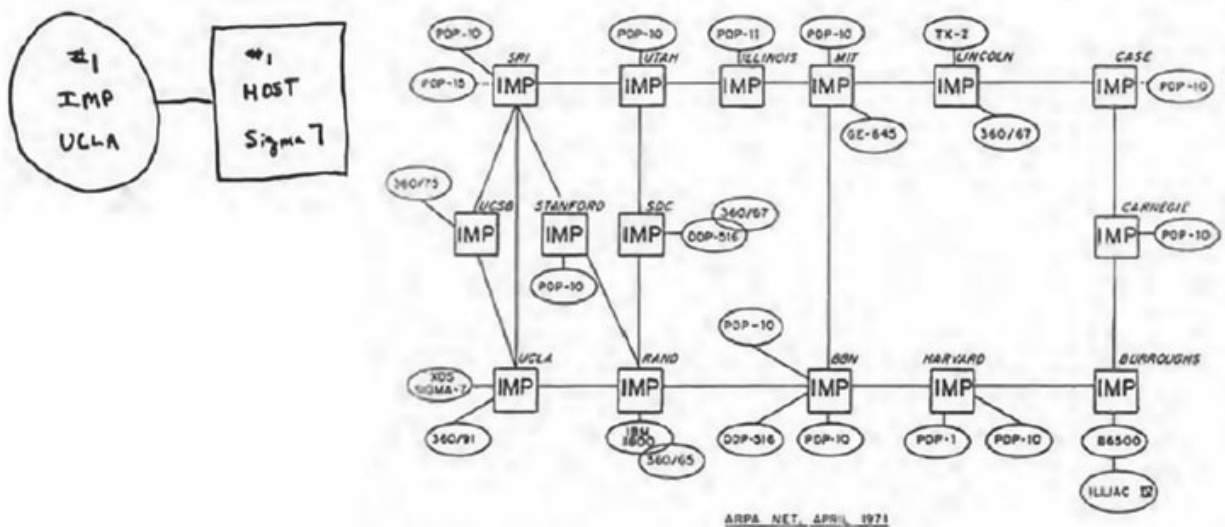 #1
IMP
UCLA
#1
HOST
Sigma 7
PDP-10
PDP-10
PDP-11
PDP-10
TX-2
SRI
UTAH
ILLINOIS
MIT
LINCOLN
CASE
PDP-15
IMP
IMP
IMP
IMP
IMP
IMP
PDP-10
GE-645
360/67
360/75
UCSB
STANFORD
SDC
360/67
CARNEGIE
IMP
IMP
IMP
DDP-516
IMP
PDP-10
PDP-10
PDP-10
UCLA
RAND
BBN
HARVARD
BURROUGHS
XDS
SIGMA-7
IMP
IMP
IMP
IMP
IMP
360/91
IBM
1800
360/65
DDP-516
PDP-10
PDP-1
PDP-10
B6500
ILLIAC IV
ARPA NET, APRIL 1971